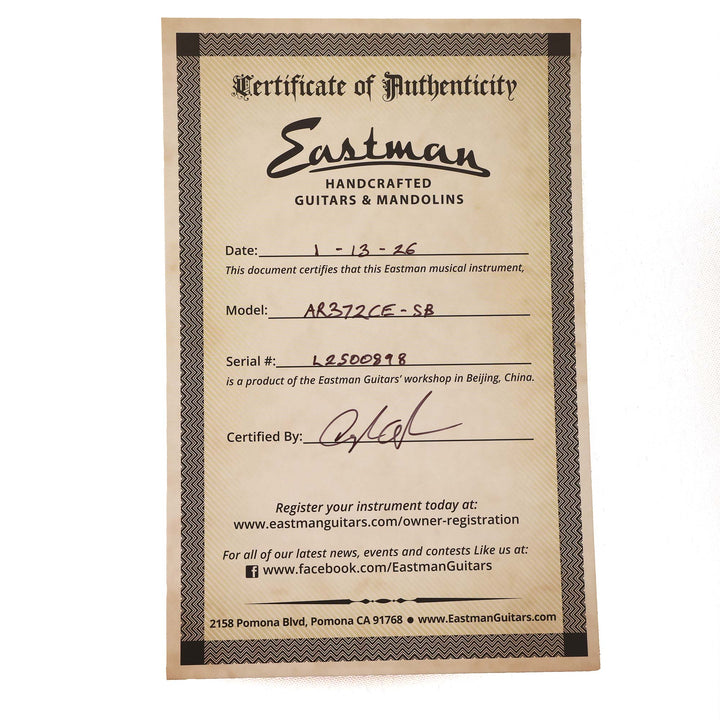 Certificate of Authenticity
Eastman
HANDCRAFTED
GUITARS & MANDOLINS
Date: 1 - 13 - 26
This document certifies that this Eastman musical instrument,
Model: AR372CE-SB
Serial #: L2500898
is a product of the Eastman Guitars' workshop in Beijing, China.
Certified By:
Register your instrument today at:
www.eastmanguitars.com/owner-registration
For all of our latest news, events and contests Like us at:
f www.facebook.com/EastmanGuitars
2158 Pomona Blvd, Pomona CA 91768 ● www.EastmanGuitars.com